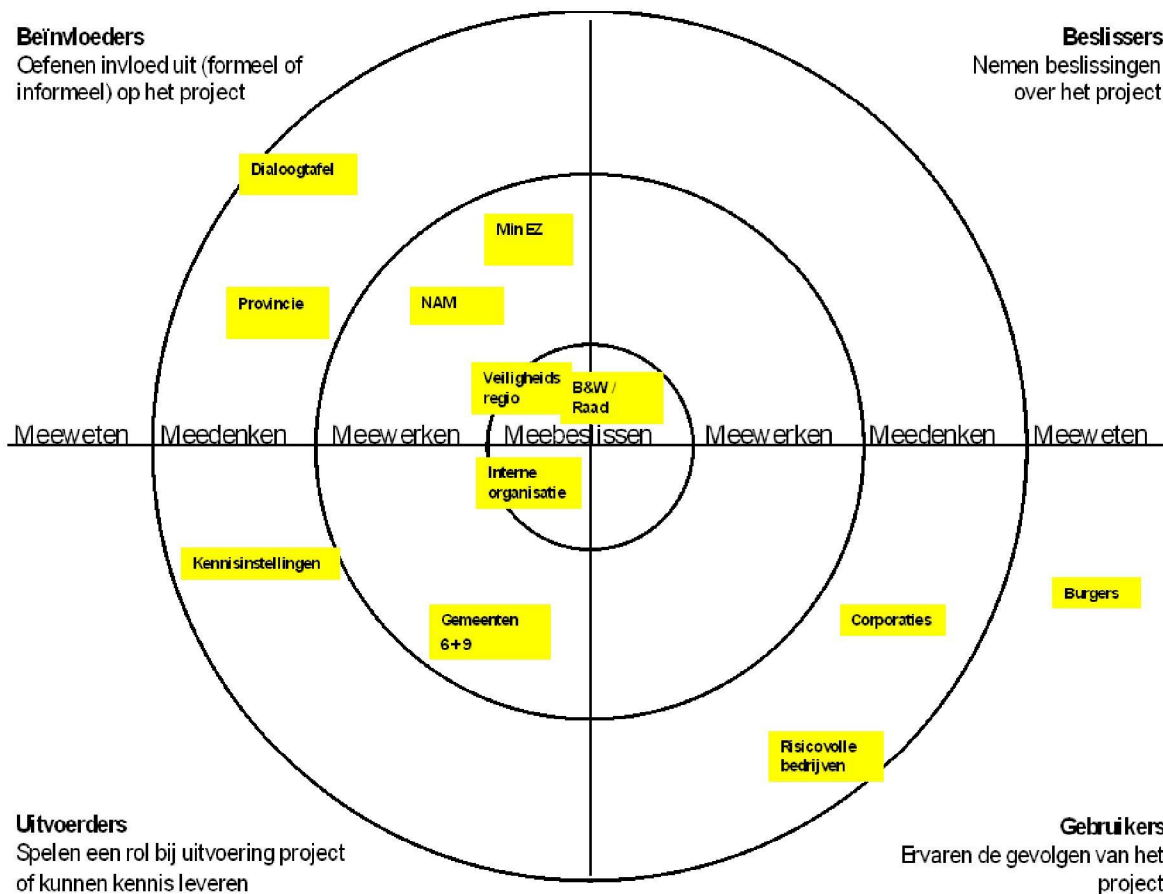 Beïnvloeders
Oefenen invloed uit (formeel of
informeel) op het project
Beslissers
Nemen beslissingen
over het project
Dialoogtafel
Min EZ
Provincie
NAM
Veiligheids
regio
B&W /
Raad
Meeweten Meedenken Meewerken Meebeslissen Meewerken Meedenken Meeweten
Interne
organisatie
Kennisinstellingen
Gemeenten
6+9
Corporaties
Burgers
Risicovolle
bedrijven
Uitvoerders
Spelen een rol bij uitvoering project
of kunnen kennis leveren
Gebruikers
Ervaren de gevolgen van het
project